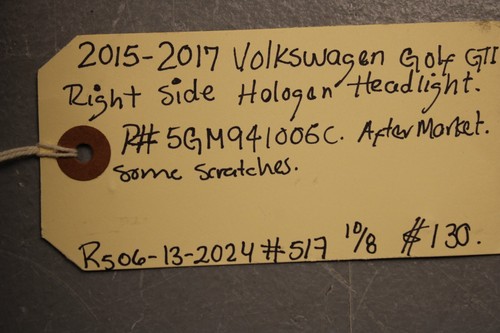 2015-2017 Volkswagen Golf GTI
Right Side Hologan Headlight.
P# 5GM941006C. After Market.
Some Scratches.
R506-13-2024 #517 10/8 $130.